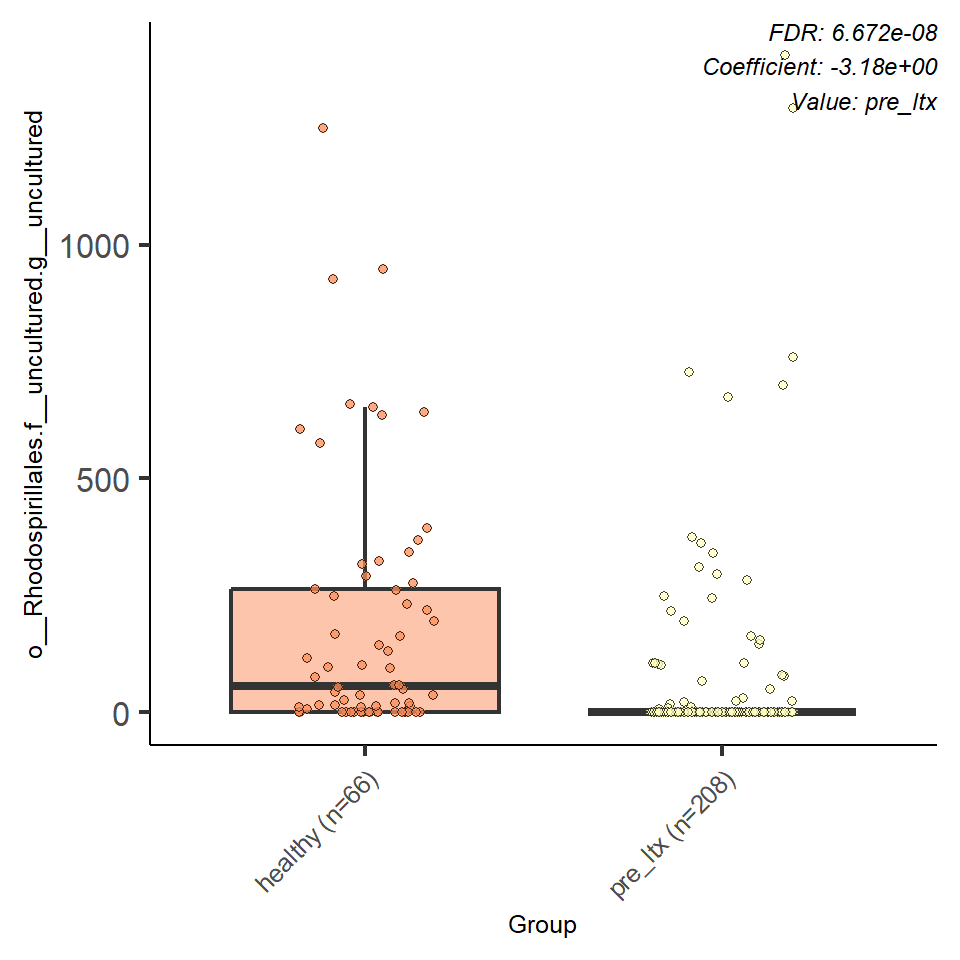 FDR: 6.672e-08
Coefficient: -3.18e+00
Value: pre_ltx
o__Rhodospirillales.f__uncultured.g__uncultured
1000
500
0
healthy (n=66)
pre_ltx (n=208)
Group